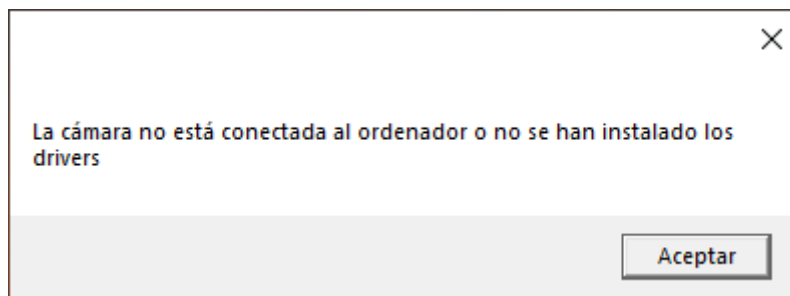 La cámara no está conectada al ordenador o no se han instalado los
drivers
Aceptar